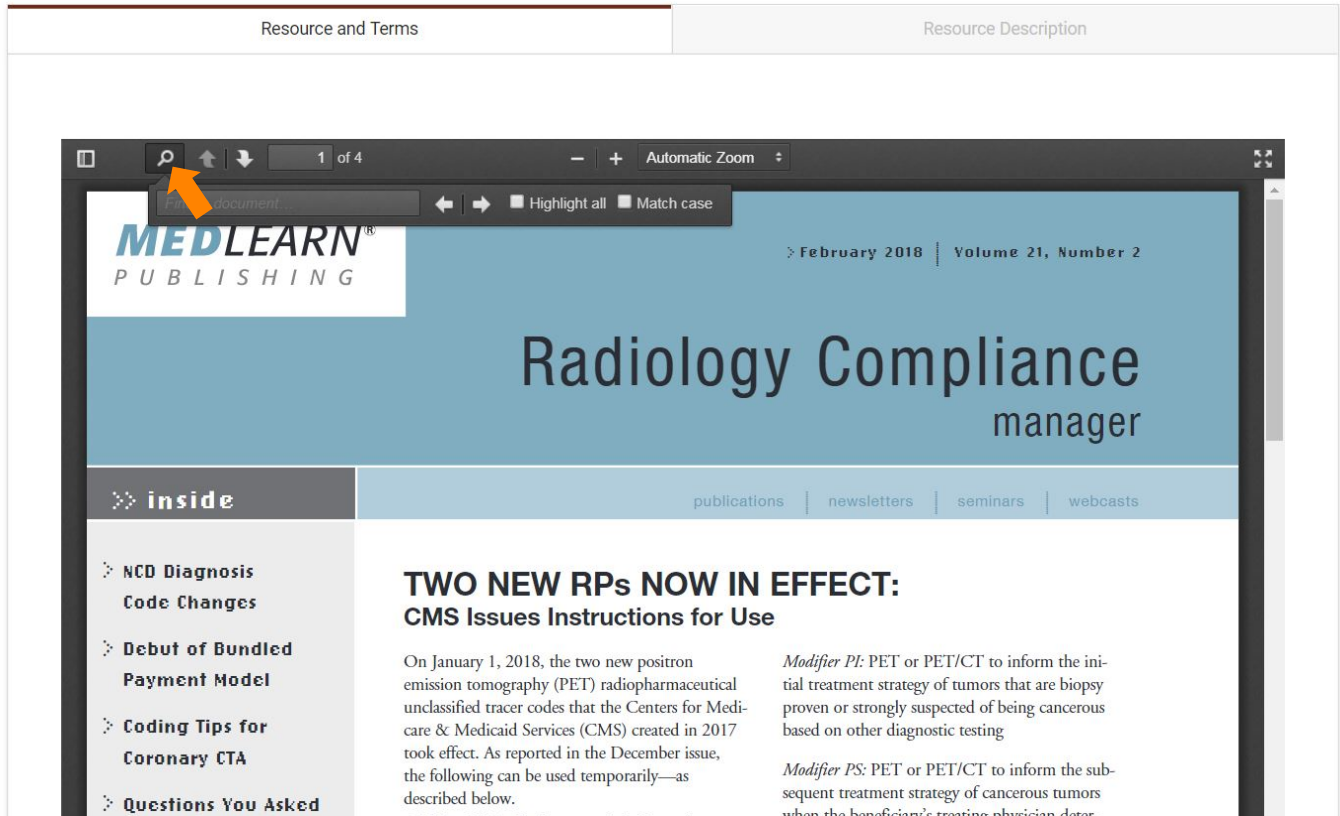 Resource and Terms
Resource Description
1 of 4
Automatic Zoom
document...
Highlight all
Match case
MEDLEARN®
PUBLISHING
February 2018 | Volume 21, Number 2
Radiology Compliance
manager
>> inside
publications | newsletters | seminars | webcasts
> NCD Diagnosis
Code Changes
> Debut of Bundled
Payment Model
> Coding Tips for
Coronary CTA
> Questions You Asked
TWO NEW RPs NOW IN EFFECT:
CMS Issues Instructions for Use
On January 1, 2018, the two new positron
emission tomography (PET) radiopharmaceutical
unclassified tracer codes that the Centers for Medi-
care & Medicaid Services (CMS) created in 2017
took effect. As reported in the December issue,
the following can be used temporarily—as
described below.
Modifier PI: PET or PET/CT to inform the ini-
tial treatment strategy of tumors that are biopsy
proven or strongly suspected of being cancerous
based on other diagnostic testing
Modifier PS: PET or PET/CT to inform the sub-
sequent treatment strategy of cancerous tumors
when the beneficiary's treating physician deter-